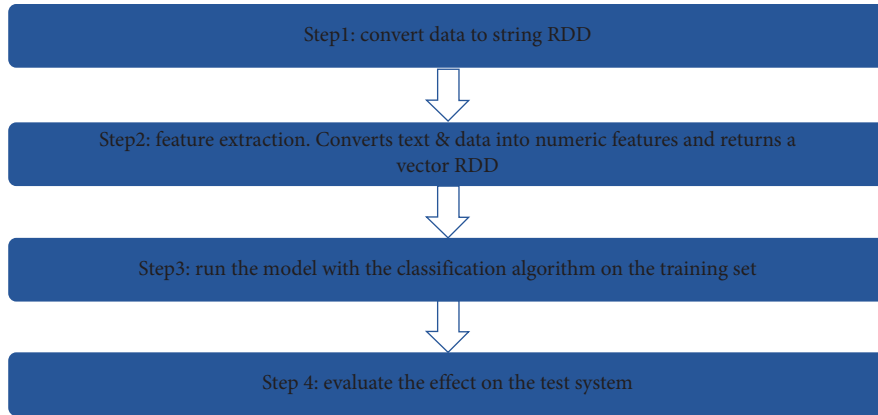 Step1: convert data to string RDD
Step2: feature extraction. Converts text & data into numeric features and returns a
vector RDD
Step3: run the model with the classification algorithm on the training set
Step 4: evaluate the effect on the test system